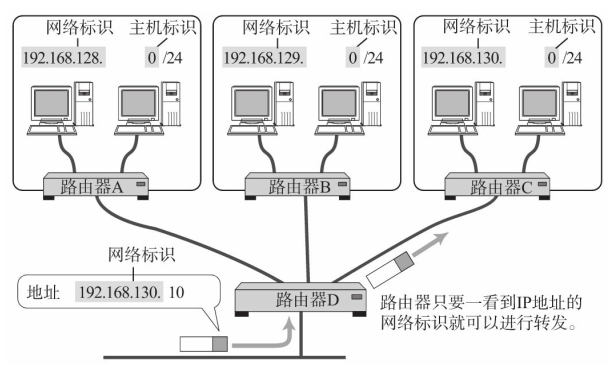 网络标识 主机标识
192.168.128. 0 /24
网络标识 主机标识
192.168.129. 0 /24
网络标识 主机标识
192.168.130. 0 /24
路由器A
路由器B
路由器C
网络标识
地址 192.168.130. 10
路由器D
路由器只要一看到IP地址的
网络标识就可以进行转发。